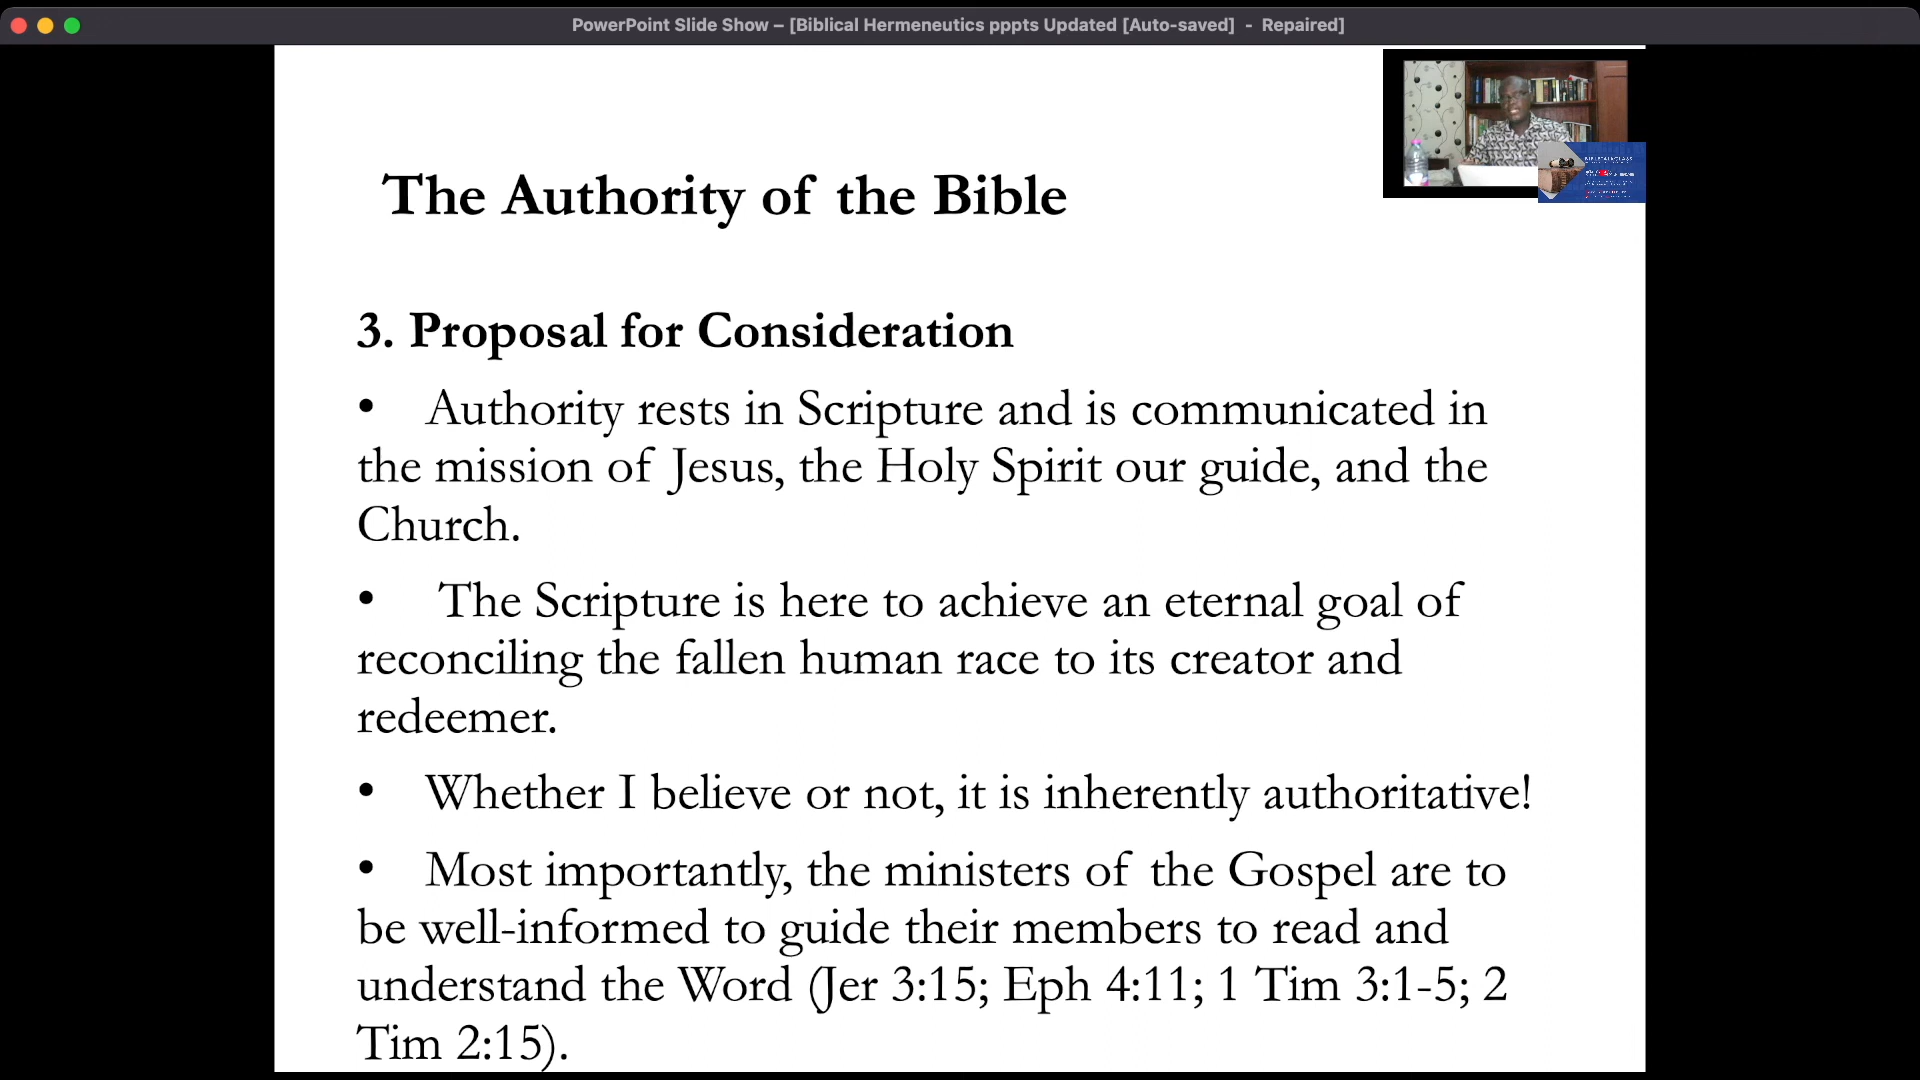 PowerPoint Slide Show – [Biblical Hermeneutics pppts Updated [Auto-saved]  -  Repaired]
The Authority of the Bible
3. Proposal for Consideration
• Authority rests in Scripture and is communicated in
the mission of Jesus, the Holy Spirit our guide, and the
Church.
• The Scripture is here to achieve an eternal goal of
reconciling the fallen human race to its creator and
redeemer.
• Whether I believe or not, it is inherently authoritative!
• Most importantly, the ministers of the Gospel are to
be well-informed to guide their members to read and
understand the Word (Jer 3:15; Eph 4:11; 1 Tim 3:1-5; 2
Tim 2:15).